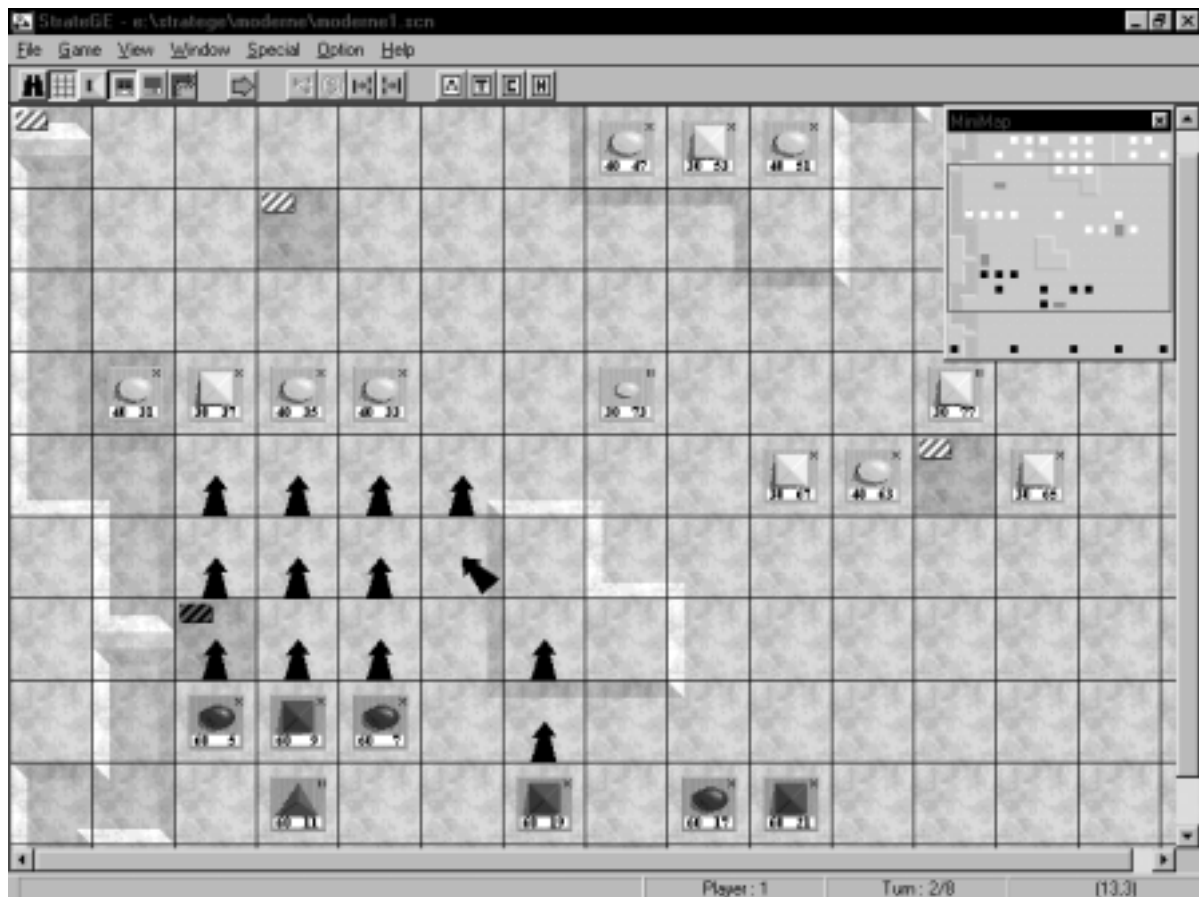 StrateGE - e:\stratege\moderne\moderne1.scn
File Game View Window Special Option Help
A T C H
MiniMap
40 47 30 53 40 51
40 31 30 37 40 35 40 33 30 73 30 77
30 67 40 63 30 65
60 5 60 9 60 7
60 11 60 19 60 17 60 21
Player : 1 Turn : 2/8 (13,3)